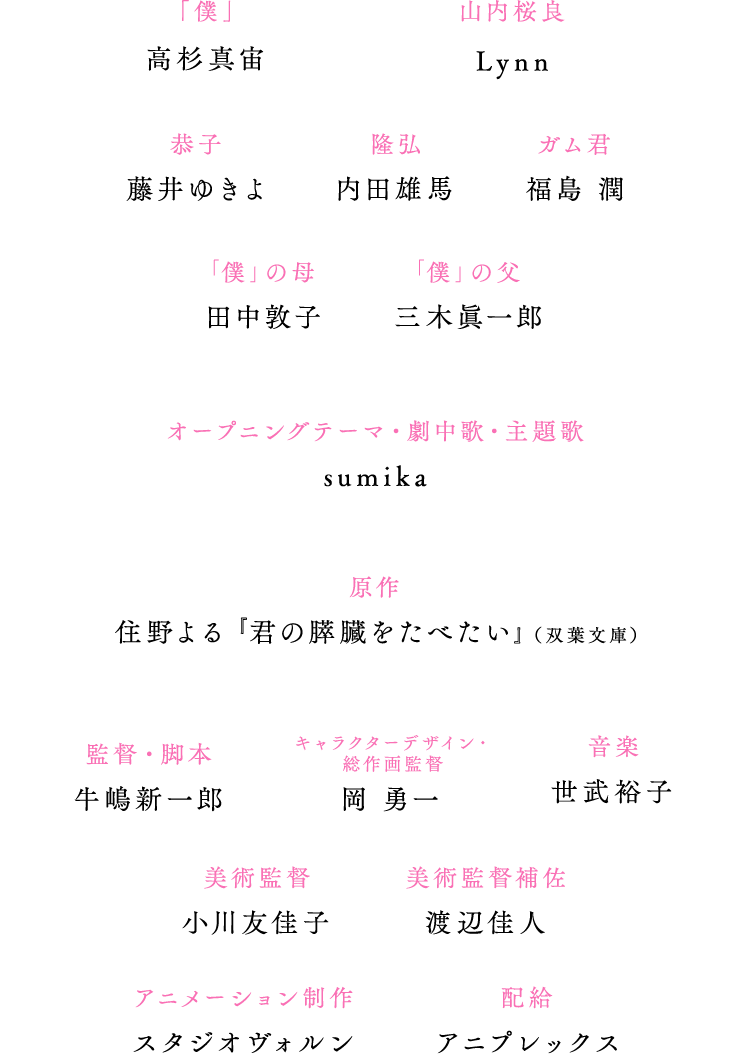 「僕」 山内桜良
高杉真宙 Lynn
恭子 隆弘 ガム君
藤井ゆきよ 内田雄馬 福島 潤
「僕」の母 「僕」の父
田中敦子 三木眞一郎
オープニングテーマ・劇中歌・主題歌
sumika
原作
住野よる『君の膵臓をたべたい』（双葉文庫）
監督・脚本 キャラクターデザイン・ 音楽
総作画監督
牛嶋新一郎 岡 勇一 世武裕子
美術監督 美術監督補佐
小川友佳子 渡辺佳人
アニメーション制作 配給
スタジオヴォルン アニプレックス